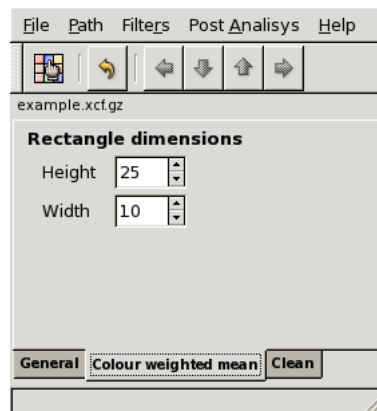 File Path Filters Post Analisys Help
example.xcf.gz
Rectangle dimensions
Height 25
Width 10
General Colour weighted mean Clean